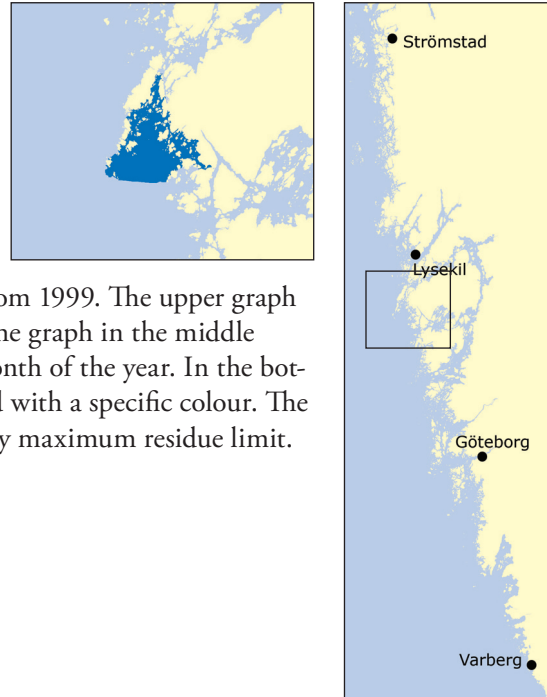 Strömstad
Lysekil
om 1999. The upper graph
ne graph in the middle
onth of the year. In the bot-
d with a specific colour. The
y maximum residue limit.
Göteborg
Varberg